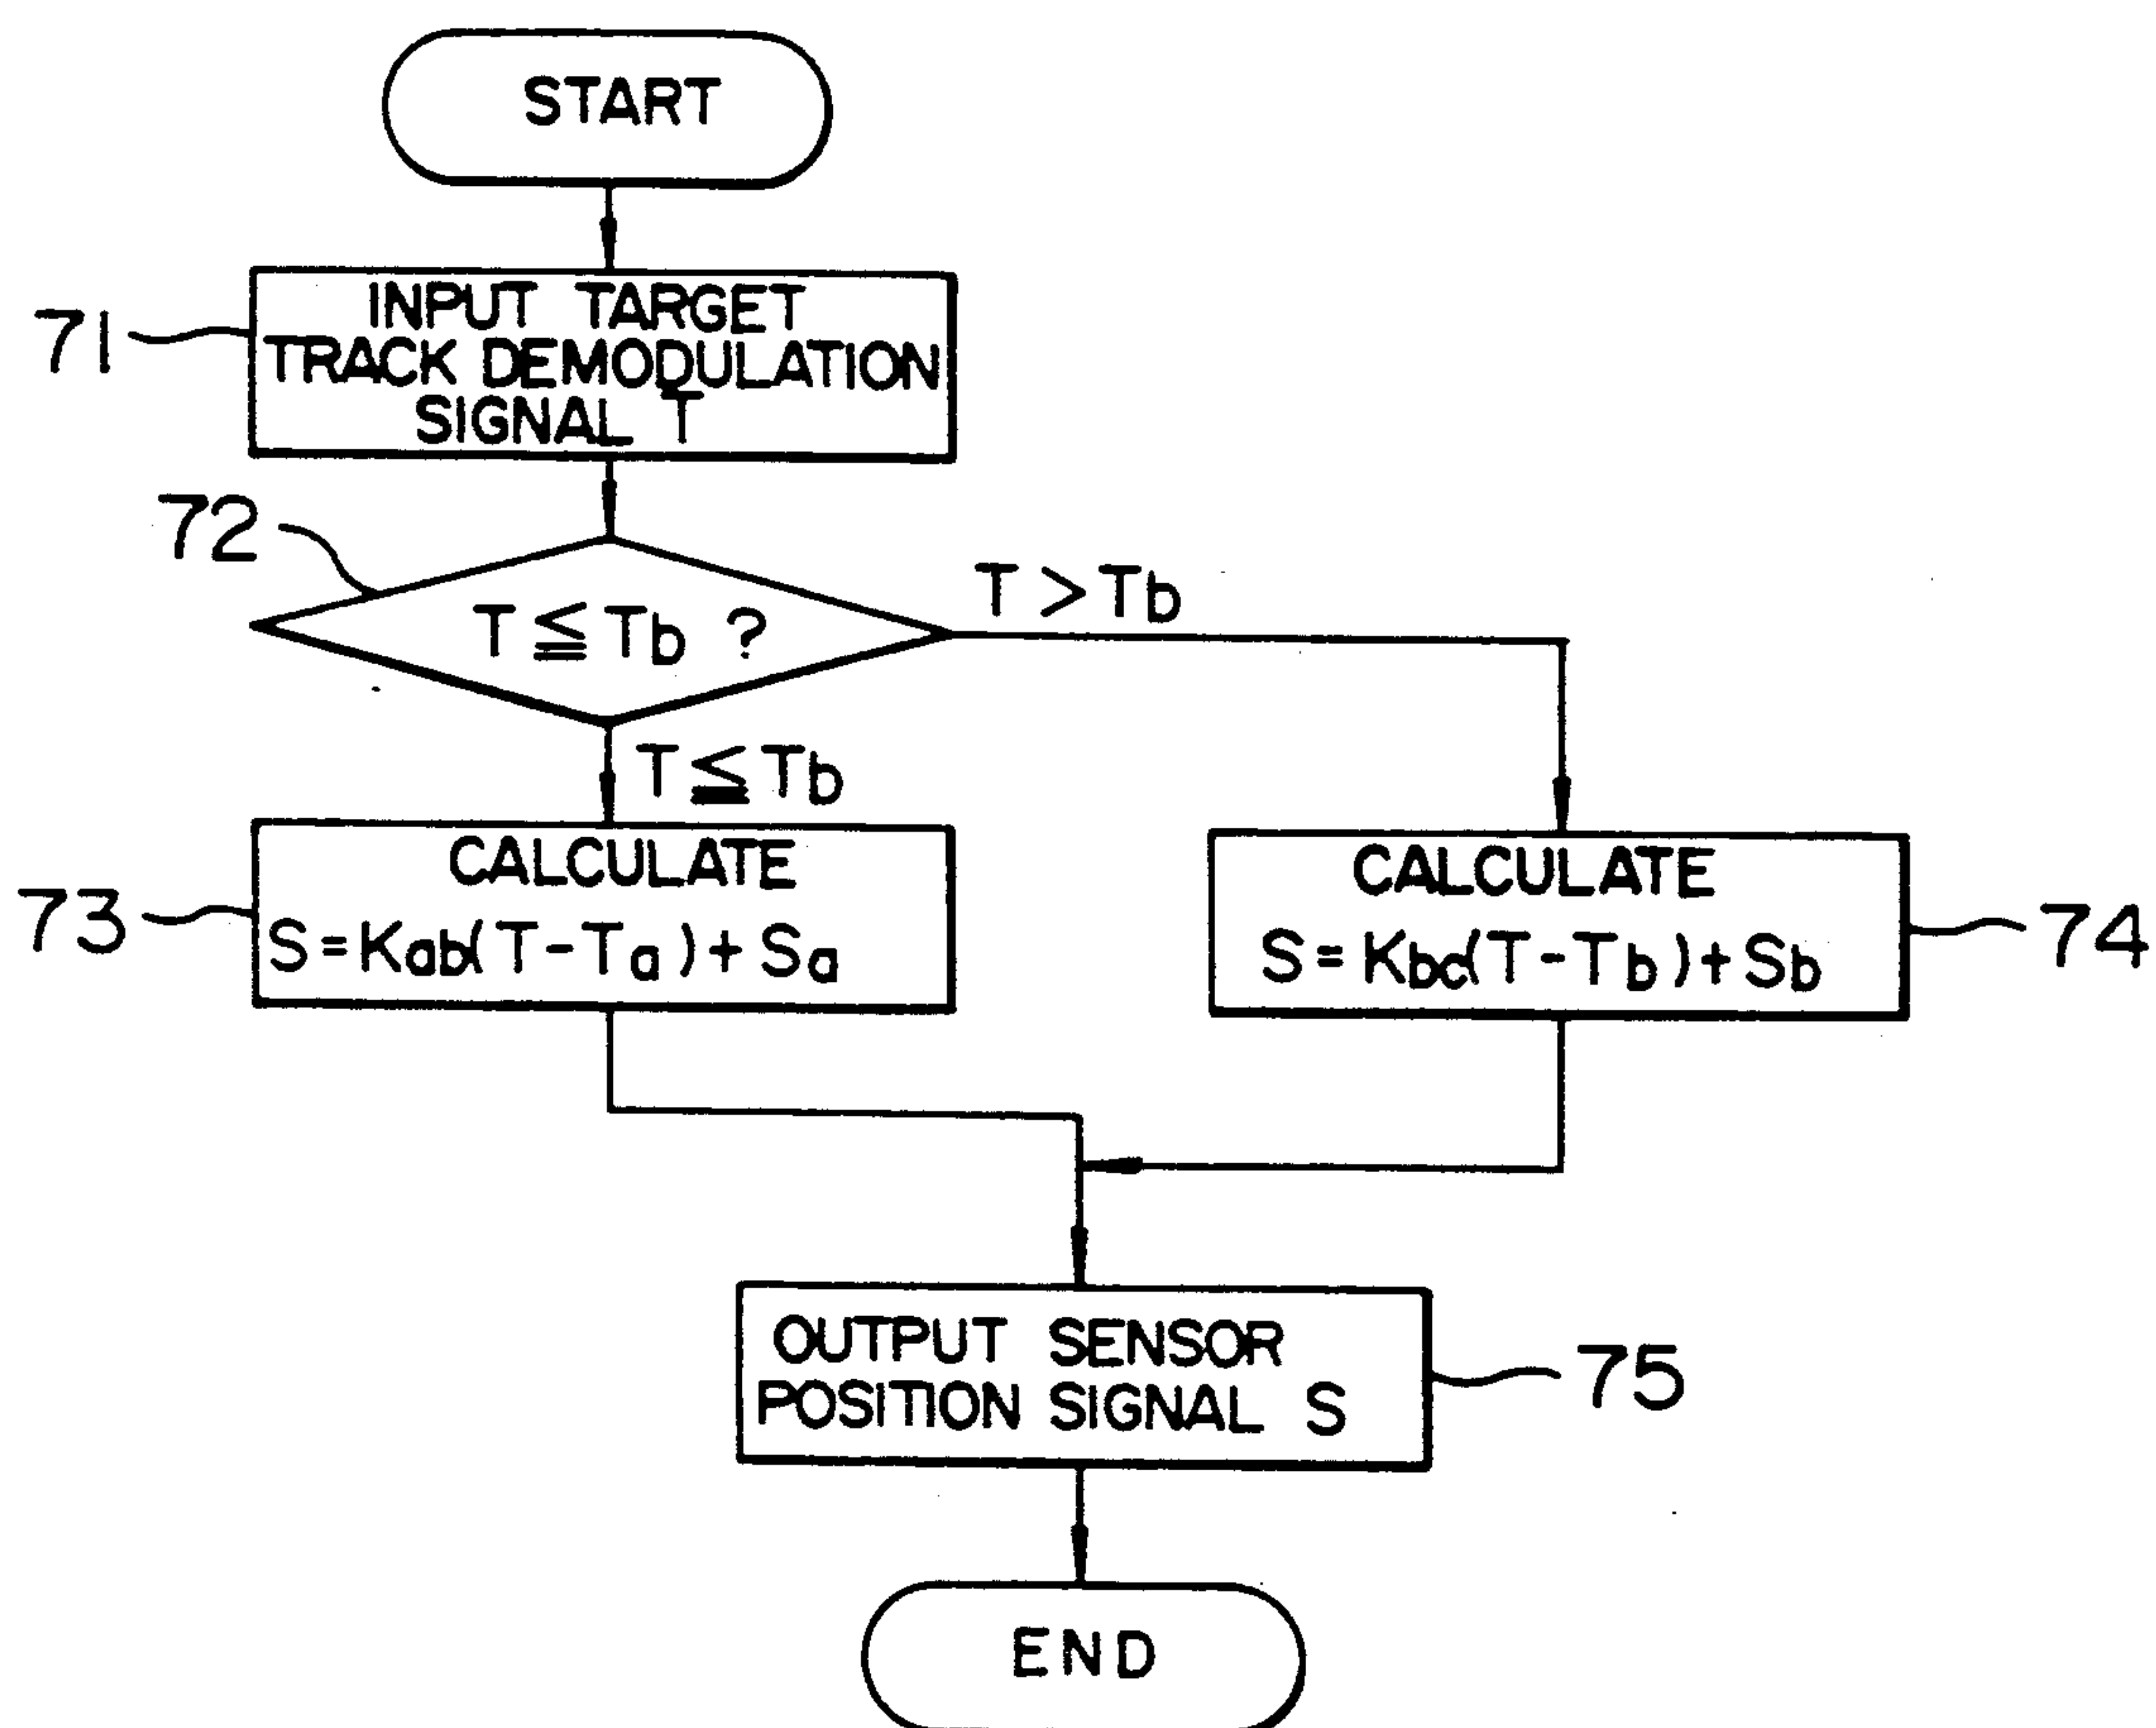 START
71
INPUT TARGET
TRACK DEMODULATION
SIGNAL T
72
T ≦ Tb ?
T > Tb
T ≦ Tb
73
CALCULATE
S = Kab(T - Ta) + Sa
CALCULATE
S = Kbc(T - Tb) + Sb
74
OUTPUT SENSOR
POSITION SIGNAL S
75
END